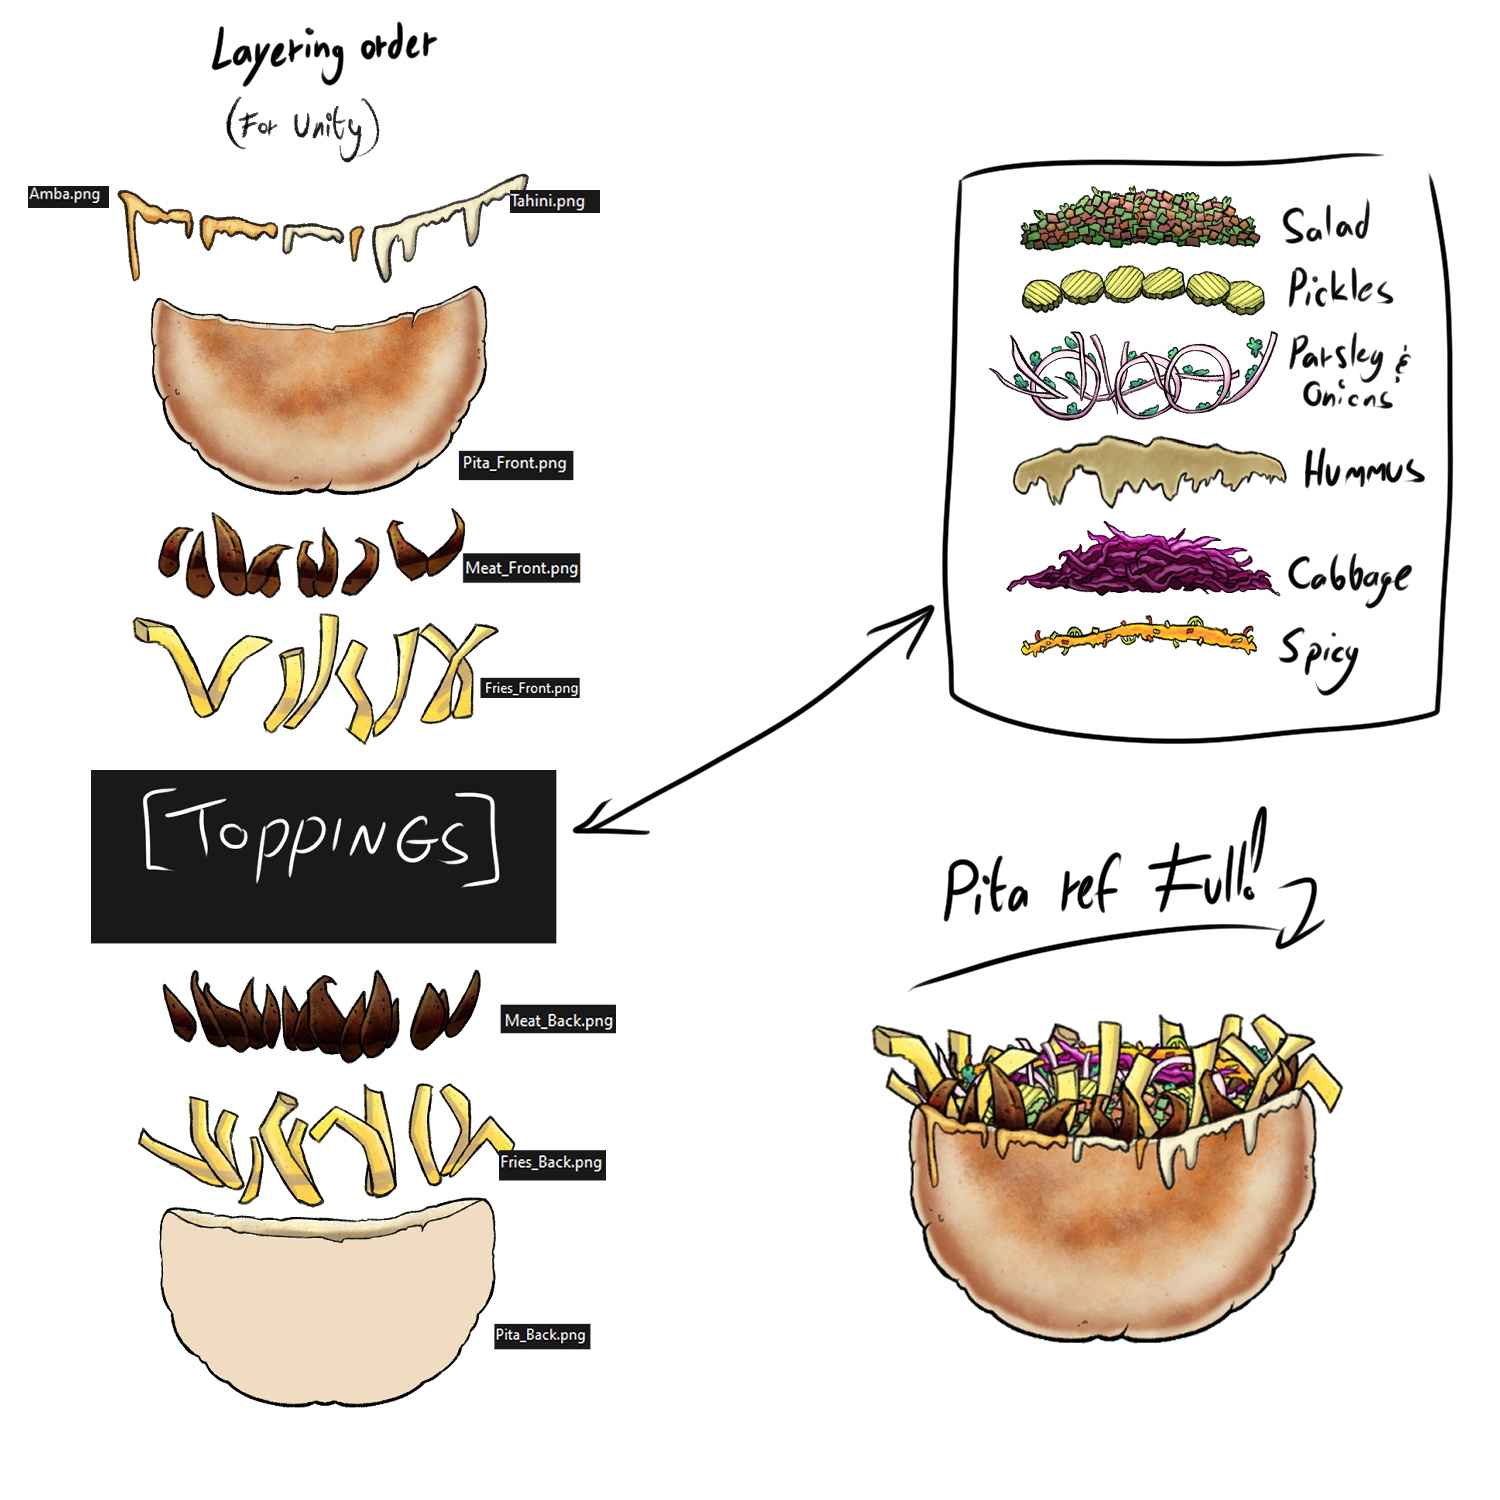 Layering order
(For Unity)
Amba.png
Tahini.png
Pita_Front.png
Meat_Front.png
Fries_Front.png
[TOPPINGS]
Meat_Back.png
Fries_Back.png
Pita_Back.png
Salad
Pickles
Parsley &
Onions
Hummus
Cabbage
Spicy
Pita ref Full!